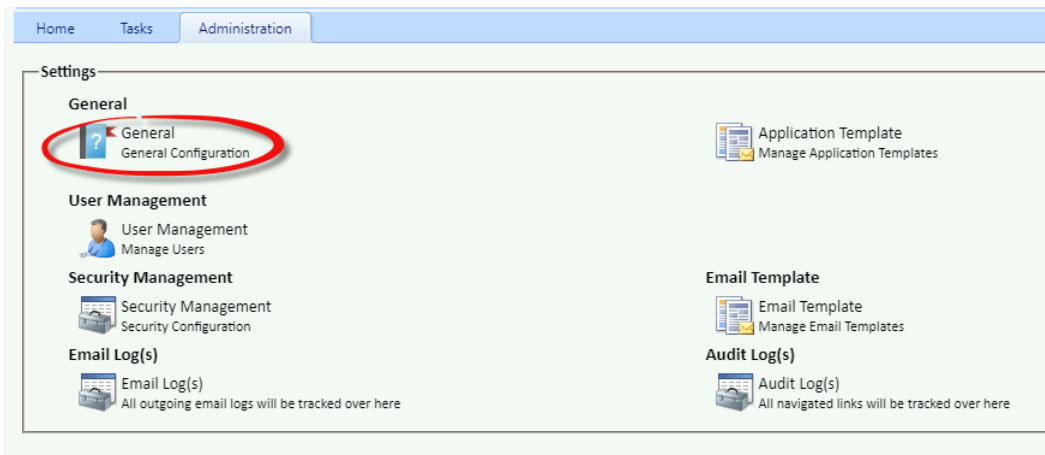 Home Tasks Administration
Settings
General
General
General Configuration
Application Template
Manage Application Templates
User Management
User Management
Manage Users
Security Management
Security Management
Security Configuration
Email Template
Email Template
Manage Email Templates
Email Log(s)
Email Log(s)
All outgoing email logs will be tracked over here
Audit Log(s)
Audit Log(s)
All navigated links will be tracked over here